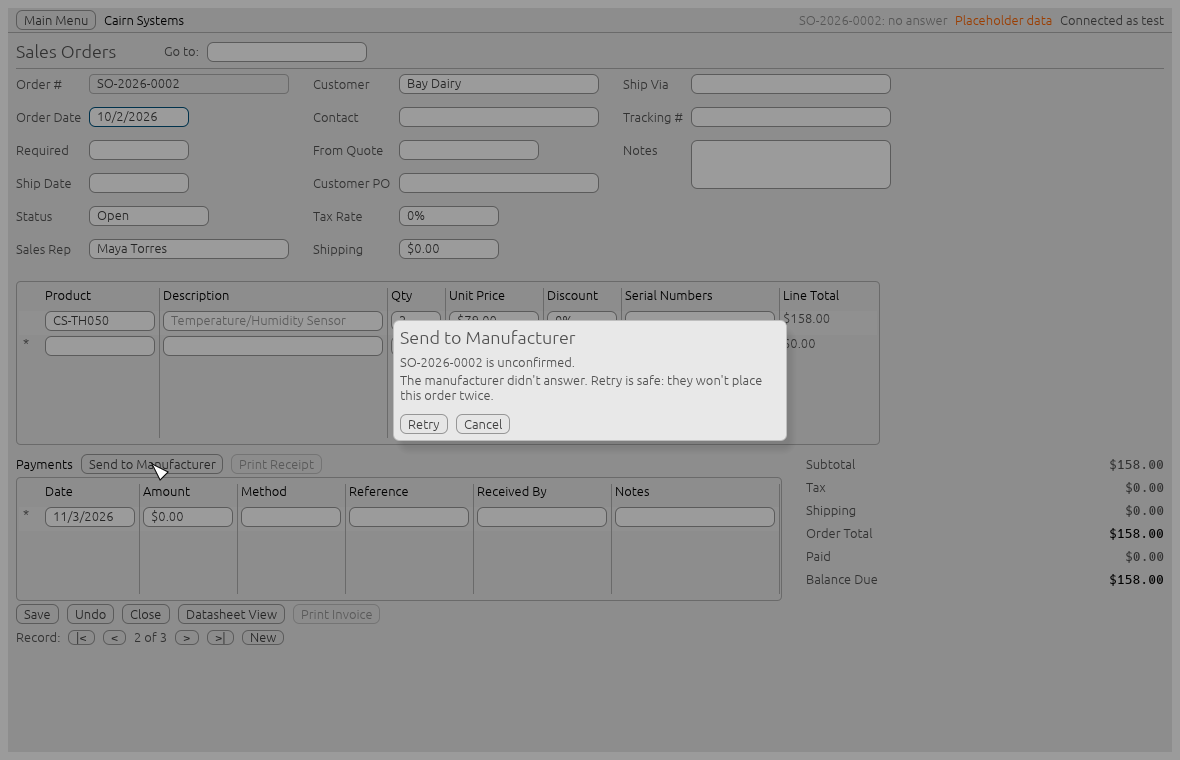 Main Menu Cairn Systems SO-2026-0002: no answer Placeholder data Connected as test
Sales Orders Go to:
Order # SO-2026-0002 Customer Bay Dairy Ship Via
Order Date 10/2/2026 Contact Tracking #
Required From Quote Notes
Ship Date Customer PO
Status Open Tax Rate 0%
Sales Rep Maya Torres Shipping $0.00
Product Description Qty Unit Price Discount Serial Numbers Line Total
CS-TH050 Temperature/Humidity Sensor 2 $79.00 0% $158.00
* $0.00
Send to Manufacturer
SO-2026-0002 is unconfirmed.
The manufacturer didn't answer. Retry is safe: they won't place
this order twice.
Retry Cancel
Payments Send to Manufacturer Print Receipt
Date Amount Method Reference Received By Notes
* 11/3/2026 $0.00
Subtotal $158.00
Tax $0.00
Shipping $0.00
Order Total $158.00
Paid $0.00
Balance Due $158.00
Save Undo Close Datasheet View Print Invoice
Record: |< < 2 of 3 > >| New